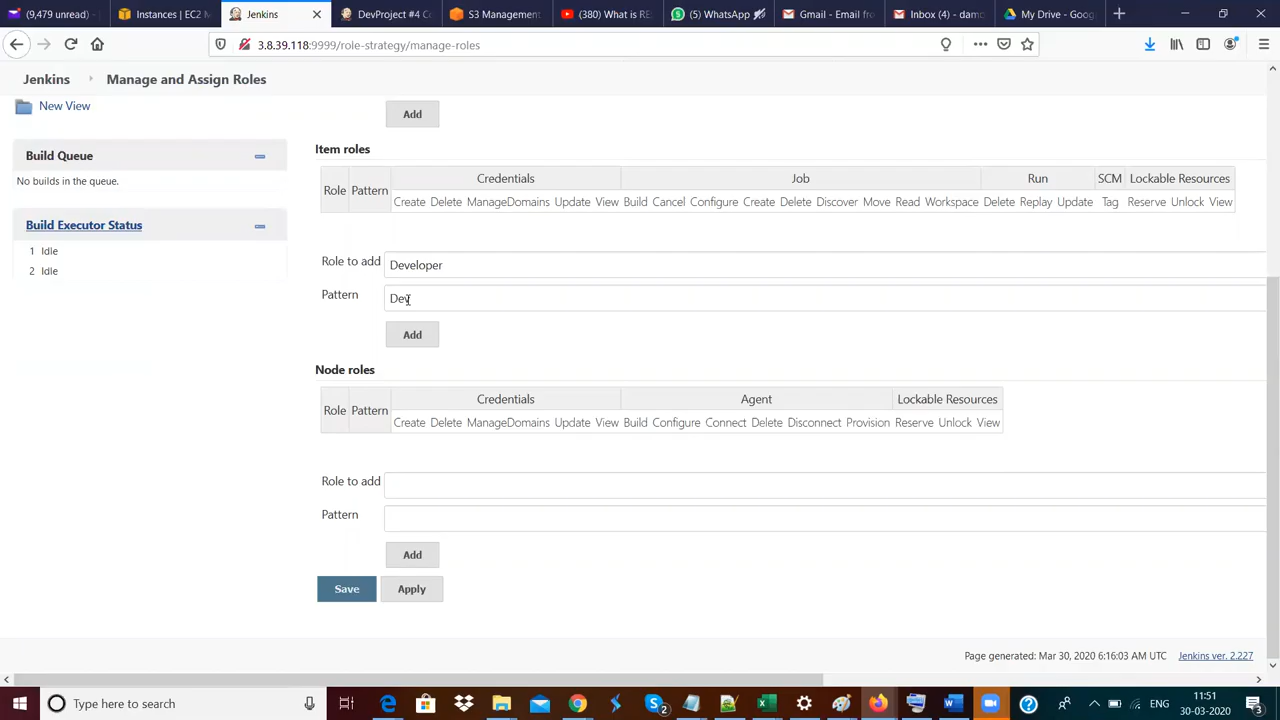 (9,479 unread)
Instances | EC2 M
Jenkins
DevProject #4 Co
S3 Management
(380) What is RE
(5) WhatsApp
Gmail - Email fro
- damo
My Drive - Goog
3.8.39.118:9999/role-strategy/manage-roles
Jenkins
Manage and Assign Roles
New View
Add
Build Queue
Item roles
No builds in the queue.
Role Pattern
Credentials
Job
Run
SCM
Lockable Resources
Create Delete ManageDomains Update View Build Cancel Configure Create Delete Discover Move Read Workspace Delete Replay Update Tag Reserve Unlock View
Build Executor Status
1 Idle
2 Idle
Role to add
Developer
Pattern
Dev
Add
Node roles
Role Pattern
Credentials
Agent
Lockable Resources
Create Delete ManageDomains Update View Build Configure Connect Delete Disconnect Provision Reserve Unlock View
Role to add
Pattern
Add
Save
Apply
Page generated: Mar 30, 2020 6:16:03 AM UTC
Jenkins ver. 2.227
Type here to search
ENG
11:51
30-03-2020